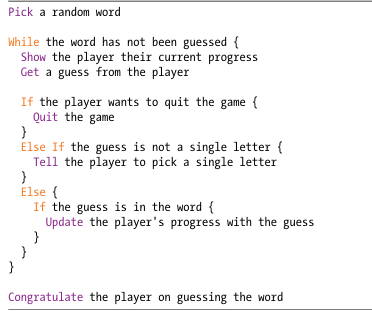 Pick a random word
While the word has not been guessed {
Show the player their current progress
Get a guess from the player
If the player wants to quit the game {
Quit the game
}
Else If the guess is not a single letter {
Tell the player to pick a single letter
}
Else {
If the guess is in the word {
Update the player's progress with the guess
}
}
}
Congratulate the player on guessing the word